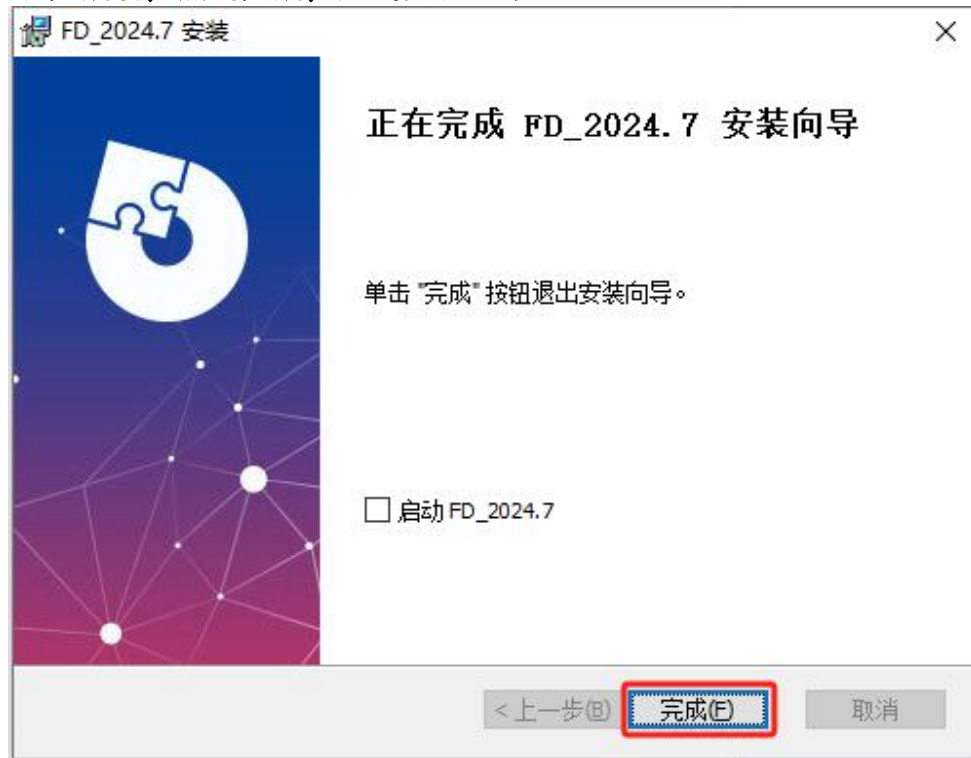 FD_2024.7 安装
正在完成 FD_2024.7 安装向导
单击 "完成" 按钮退出安装向导。
启动 FD_2024.7
<上一步(B) 完成(F) 取消